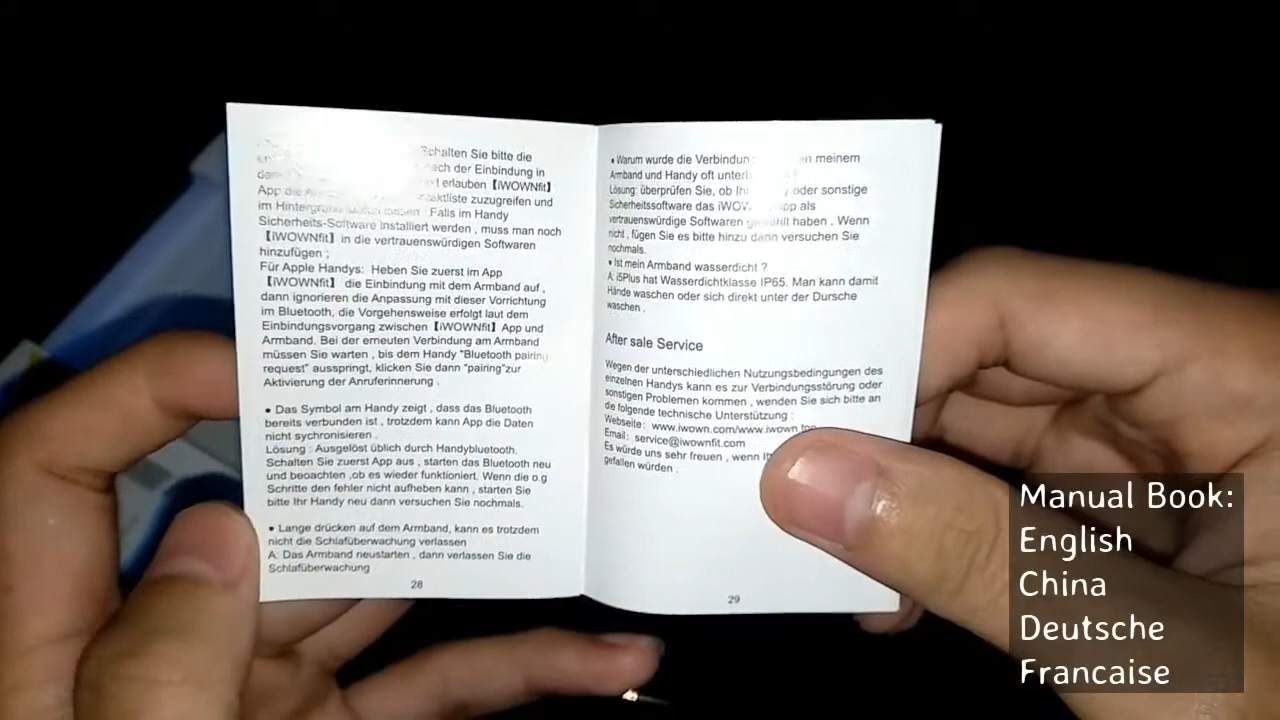 Schalten Sie bitte die
nach der Einbindung in
erlauben 【iWOWNfit】
App die zuzugreifen und
im Hintergrund Falls im Handy
Sicherheits-Software installiert werden , muss man noch
【iWOWNfit】 in die vertrauenswürdigen Softwaren
hinzufügen ;
Für Apple Handys: Heben Sie zuerst im App
【iWOWNfit】 die Einbindung mit dem Armband auf ,
dann ignorieren die Anpassung mit dieser Vorrichtung
im Bluetooth, die Vorgehensweise erfolgt laut dem
Einbindungsvorgang zwischen【iWOWNfit】App und
Armband. Bei der erneuten Verbindung am Armband
müssen Sie warten , bis dem Handy "Bluetooth pairing
request" ausspringt, klicken Sie dann "pairing"zur
Aktivierung der Anruferinnerung .
• Das Symbol am Handy zeigt , dass das Bluetooth
bereits verbunden ist , trotzdem kann App die Daten
nicht sychronisieren .
Lösung : Ausgelöst üblich durch Handybluetooth.
Schalten Sie zuerst App aus , starten das Bluetooth neu
und beoachten ,ob es wieder funktioniert. Wenn die o.g
Schritte den fehler nicht aufheben kann , starten Sie
bitte Ihr Handy neu dann versuchen Sie nochmals.
• Lange drücken auf dem Armband, kann es trotzdem
nicht die Schlafüberwachung verlassen
A: Das Armband neustarten , dann verlassen Sie die
Schlafüberwachung
28
• Warum wurde die meinem
Armband und Handy oft
Lösung: überprüfen Sie, ob oder sonstige
Sicherheitssoftware das als
vertrauenswürdige Softwaren gewählt haben . Wenn
nicht , fügen Sie es bitte hinzu dann versuchen Sie
nochmals.
• Ist mein Armband wasserdicht ?
A: i5Plus hat Wasserdichtklasse IP65. Man kann damit
Hände waschen oder sich direkt unter der Dursche
waschen .
After sale Service
Wegen der unterschiedlichen Nutzungsbedingungen des
einzelnen Handys kann es zur Verbindungsstörung oder
sonstigen Problemen kommen , wenden Sie sich bitte an
die folgende technische Unterstützung :
Webseite : www.iwown.com/www.iwown
Email : service@iwownfit.com
Es würde uns sehr freuen , wenn
gefallen würden .
29
Manual Book:
English
China
Deutsche
Francaise